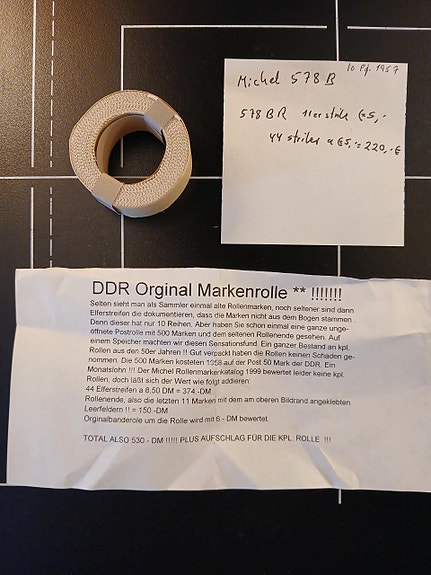 10 Pf. 1957
Michel 578 B
578 BR 11er strike €5,-
44 strikes a €5,- = 220,-€
DDR Orginal Markenrolle ** !!!!!!!
Selten sieht man als Sammler einmal alte Rollenmarken, noch seltener sind dann
Elferstreifen die dokumentieren, dass die Marken nicht aus dem Bogen stammen.
Denn dieser hat nur 10 Reihen. Aber haben Sie schon einmal eine ganze unge-
öffnete Postrolle mit 500 Marken und dem seltenen Rollenende gesehen. Auf
einem Speicher machten wir diesen Sensationsfund. Ein ganzer Bestand an kpl.
Rollen aus den 50er Jahren !! Gut verpackt haben die Rollen keinen Schaden ge-
nommen. Die 500 Marken kosteten 1958 auf der Post 50 Mark der DDR. Ein
Monatslohn !!! Der Michel Rollenmarkenkatalog 1999 bewertet leider keine kpl.
Rollen, doch läßt sich der Wert wie folgt addieren:
44 Elferstreifen a 8,50 DM = 374,-DM
Rollenende, also die letzten 11 Marken mit dem am oberen Bildrand angeklebten
Leerfeldern !! = 150.-DM
Orginalbanderole um die Rolle wird mit 6.- DM bewertet.
TOTAL ALSO 530.- DM !!!!! PLUS AUFSCHLAG FÜR DIE KPL. ROLLE !!!